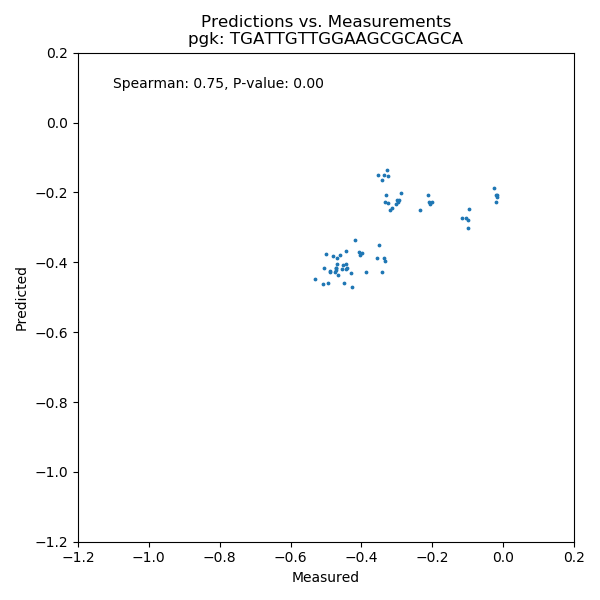 Predictions vs. Measurements
pgk: TGATTGTTGGAAGCGCAGCA
0.2
Spearman: 0.75, P-value: 0.00
0.0
−0.2
−0.4
Predicted
−0.6
−0.8
−1.0
−1.2
−1.2 −1.0 −0.8 −0.6 −0.4 −0.2 0.0 0.2
Measured